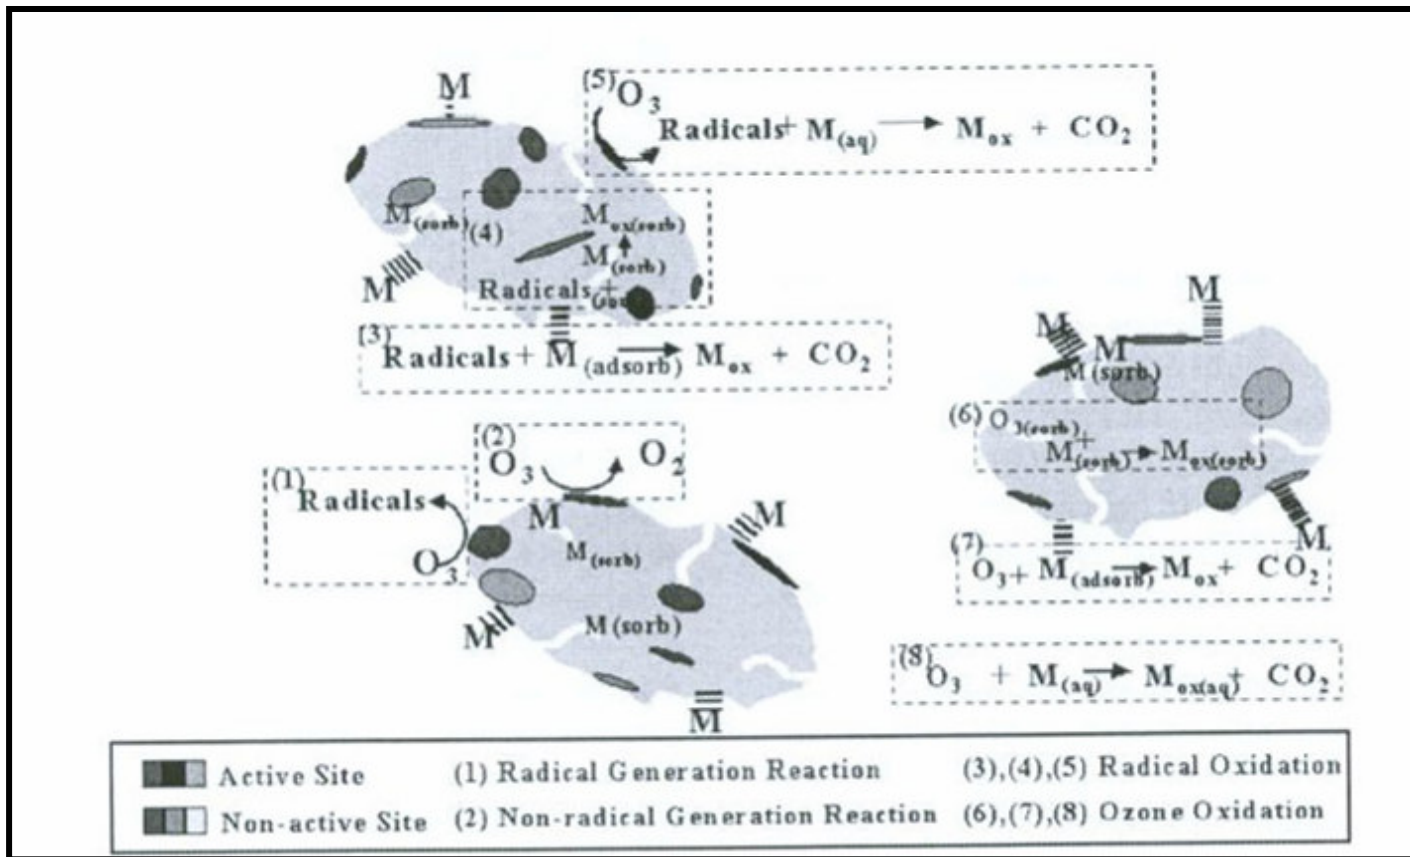 M
(5) O3
Radicals + M(aq) → Mox + CO2
M(sorb)
(4)
Mox(sorb)
M(sorb)
Radicals +
M
(3)
Radicals + M(adsorb) → Mox + CO2
M
M
M
M(sorb)
(6) O3(sorb)
+
M(sorb) → Mox(sorb)
M
(7)
O3 + M(adsorb) → Mox + CO2
(8)
O3 + M(aq) → Mox(aq) + CO2
(2)
O3 O2
(1)
Radicals
O3
M
M
M(sorb)
M
M(sorb)
M
Active Site (1) Radical Generation Reaction (3),(4),(5) Radical Oxidation
Non-active Site (2) Non-radical Generation Reaction (6),(7),(8) Ozone Oxidation